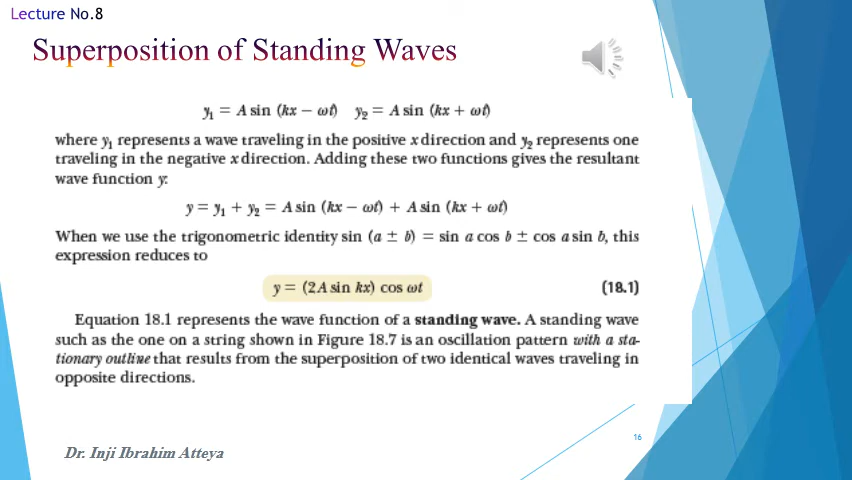 Lecture No.8
Superposition of Standing Waves
y₁ = A sin (kx − ωt)   y₂ = A sin (kx + ωt)
where y₁ represents a wave traveling in the positive x direction and y₂ represents one
traveling in the negative x direction. Adding these two functions gives the resultant
wave function y:
y = y₁ + y₂ = A sin (kx − ωt) + A sin (kx + ωt)
When we use the trigonometric identity sin (a ± b) = sin a cos b ± cos a sin b, this
expression reduces to
y = (2A sin kx) cos ωt (18.1)
Equation 18.1 represents the wave function of a standing wave. A standing wave
such as the one on a string shown in Figure 18.7 is an oscillation pattern with a sta-
tionary outline that results from the superposition of two identical waves traveling in
opposite directions.
16
Dr. Inji Ibrahim Atteya